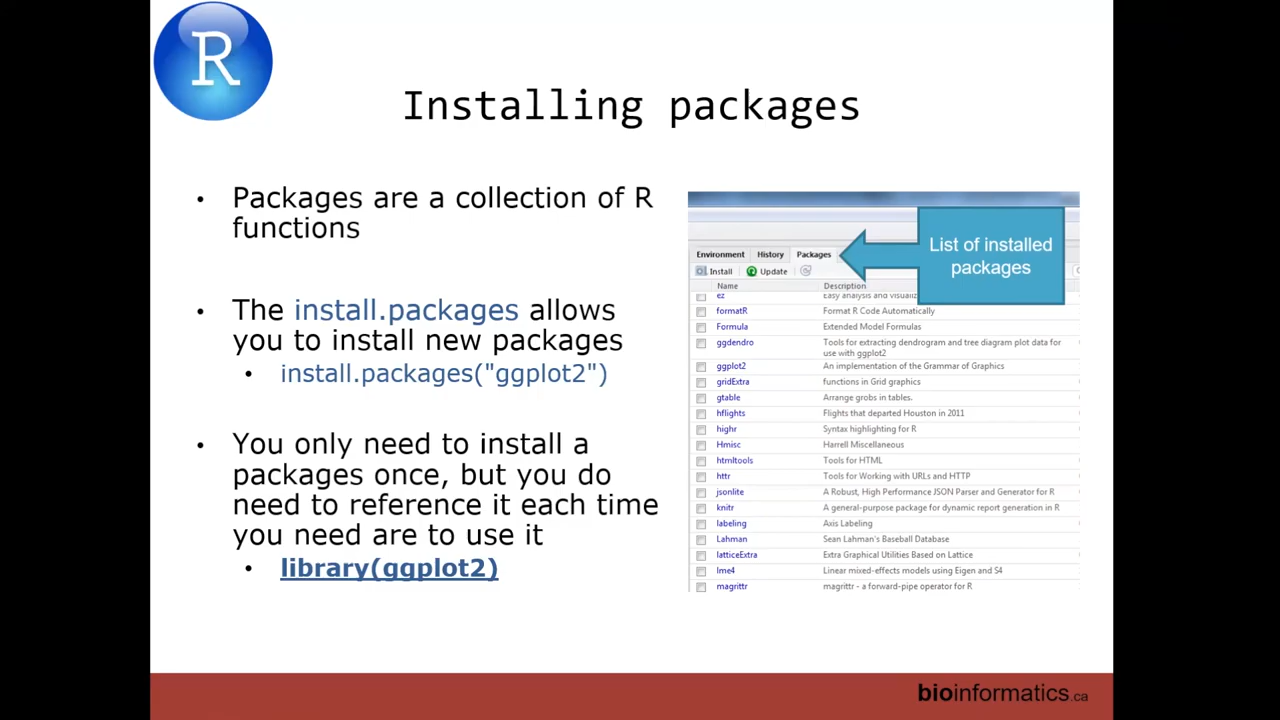 R
Installing packages
• Packages are a collection of R
functions
• The install.packages allows
you to install new packages
• install.packages("ggplot2")
• You only need to install a
packages once, but you do
need to reference it each time
you need are to use it
• library(ggplot2)
List of installed
packages
Environment History Packages
Install Update
Name Description
ez Easy analysis and visualiz
formatR Format R Code Automatically
Formula Extended Model Formulas
ggdendro Tools for extracting dendrogram and tree diagram plot data for
use with ggplot2
ggplot2 An implementation of the Grammar of Graphics
gridExtra functions in Grid graphics
gtable Arrange grobs in tables.
hflights Flights that departed Houston in 2011
highr Syntax highlighting for R
Hmisc Harrell Miscellaneous
htmltools Tools for HTML
httr Tools for Working with URLs and HTTP
jsonlite A Robust, High Performance JSON Parser and Generator for R
knitr A general-purpose package for dynamic report generation in R
labeling Axis Labeling
Lahman Sean Lahman's Baseball Database
latticeExtra Extra Graphical Utilities Based on Lattice
lme4 Linear mixed-effects models using Eigen and S4
magrittr magrittr - a forward-pipe operator for R
bioinformatics.ca